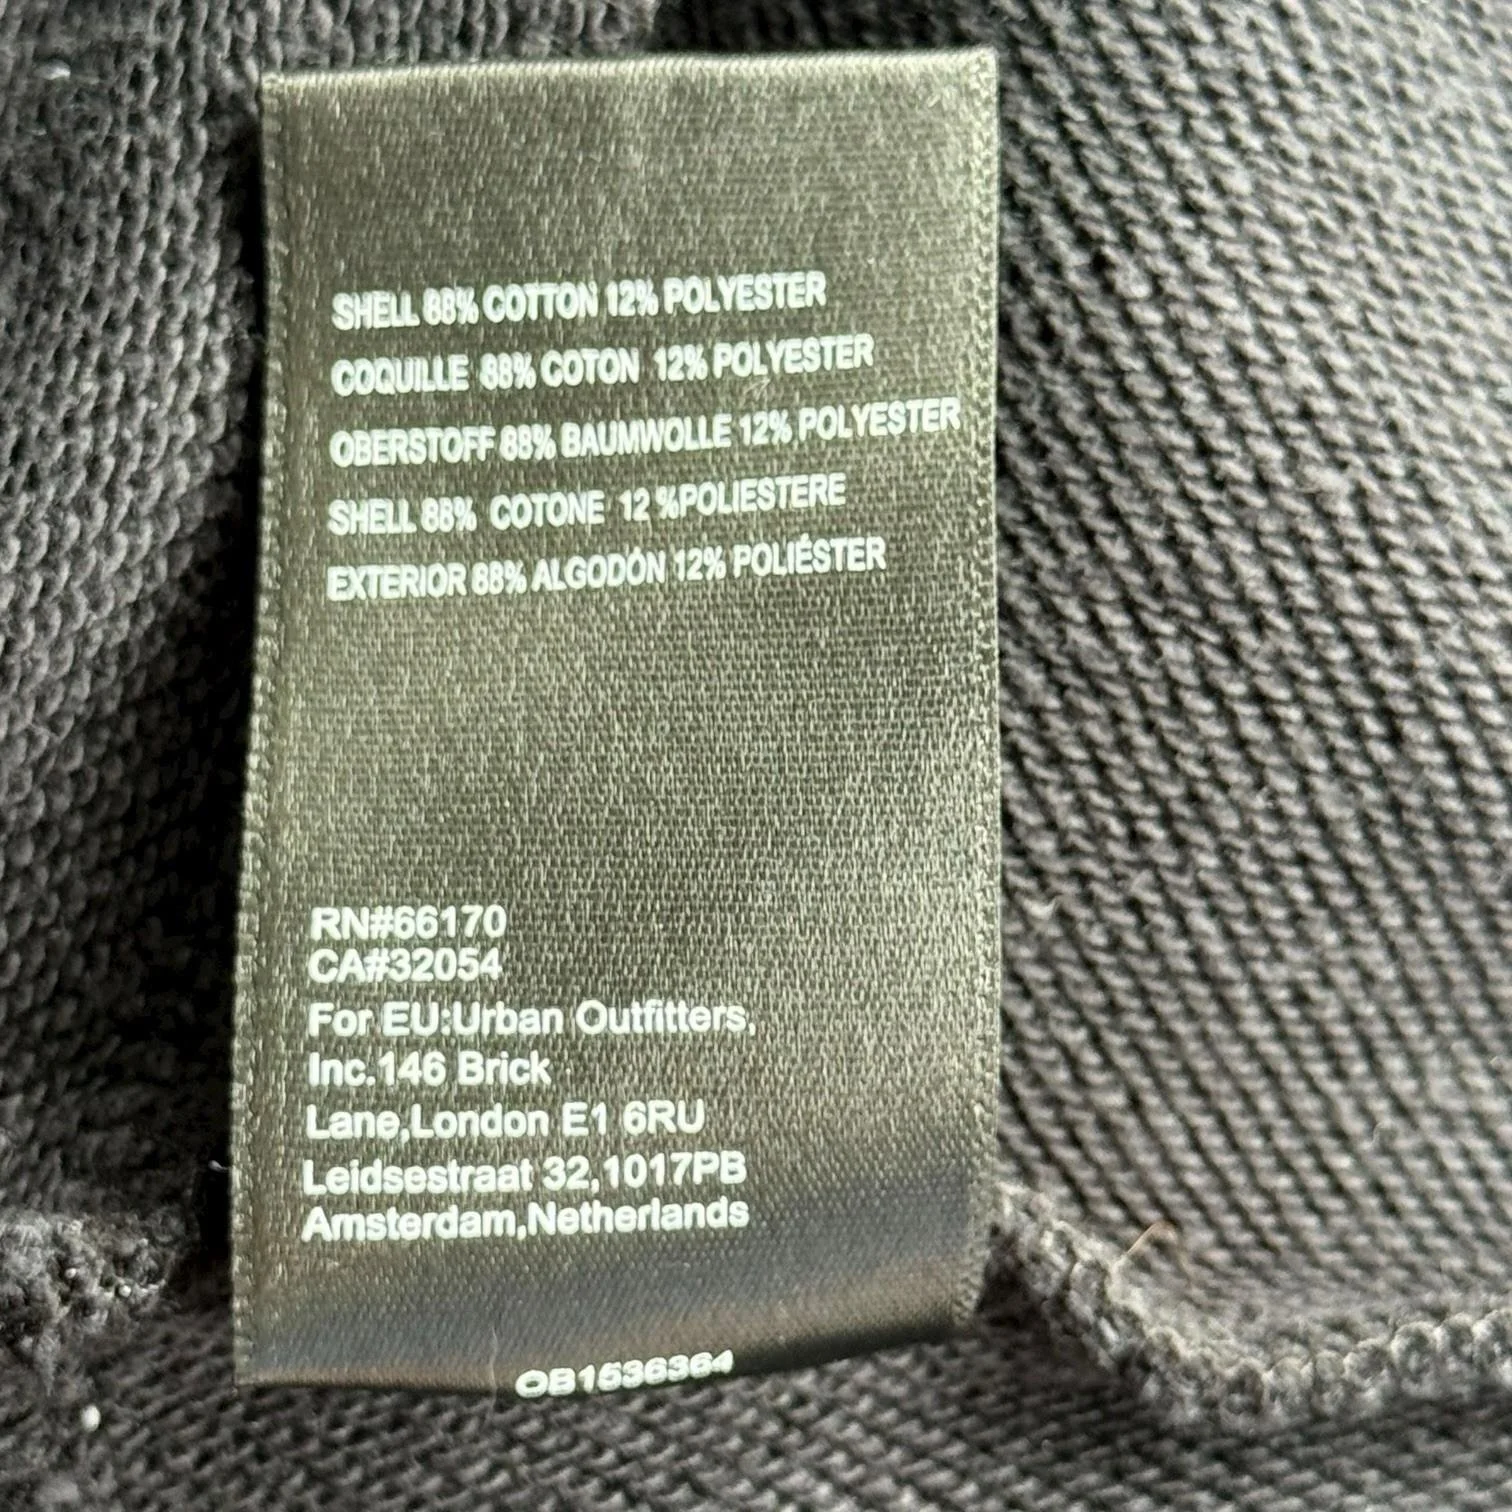 SHELL 88% COTTON 12% POLYESTER
COQUILLE 88% COTON 12% POLYESTER
OBERSTOFF 88% BAUMWOLLE 12% POLYESTER
SHELL 88% COTONE 12 %POLIESTERE
EXTERIOR 88% ALGODÓN 12% POLIÉSTER
RN#66170
CA#32054
For EU:Urban Outfitters,
Inc.146 Brick
Lane,London E1 6RU
Leidsestraat 32,1017PB
Amsterdam,Netherlands
OB1536364